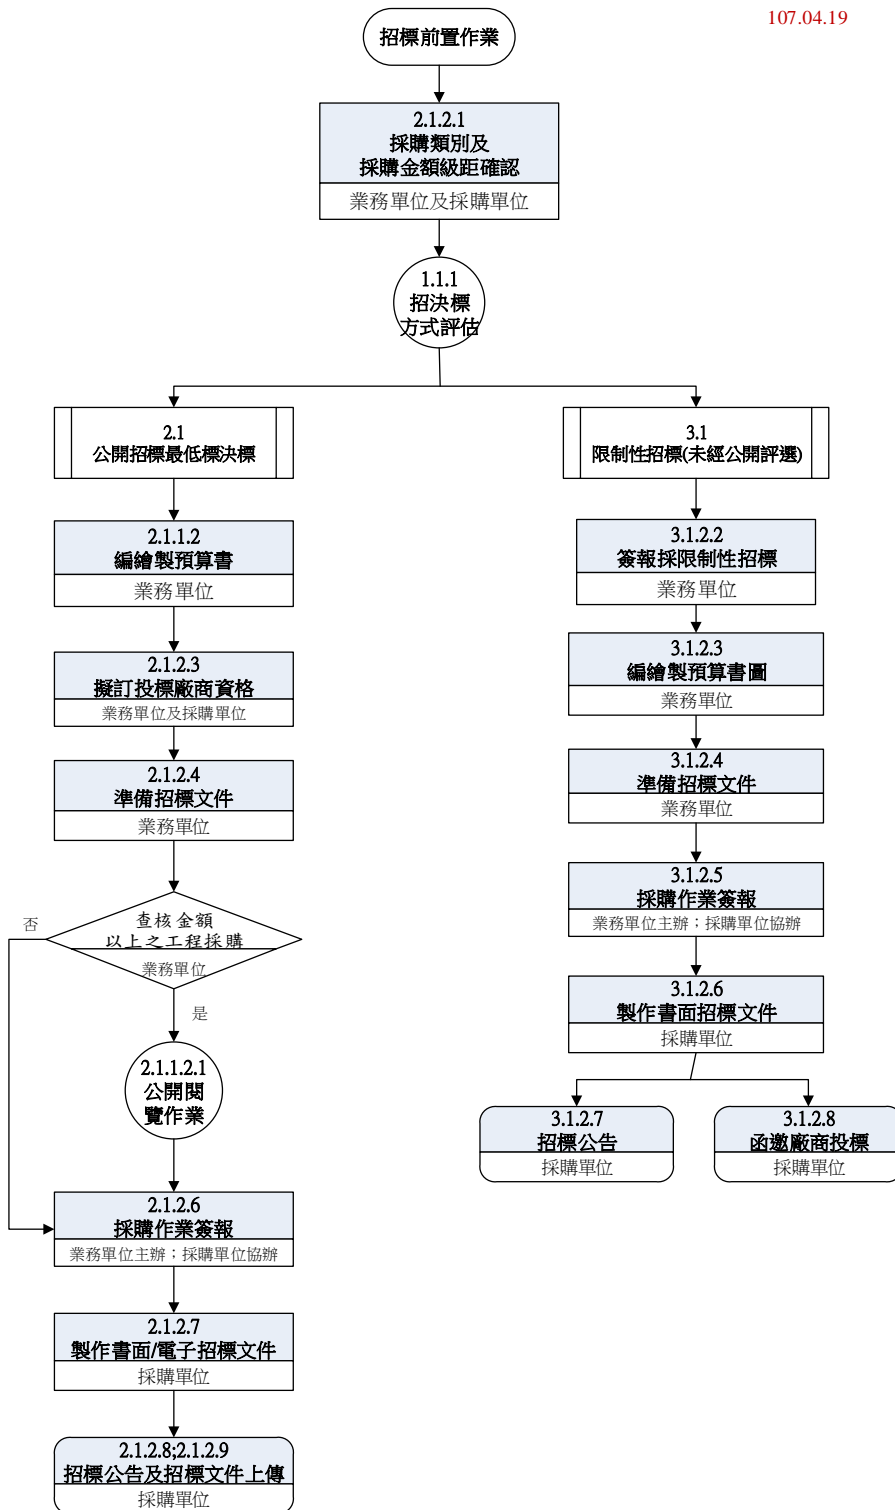 107.04.19
招標前置作業
2.1.2.1
採購類別及
採購金額級距確認
業務單位及採購單位
1.1.1
招決標
方式評估
2.1
公開招標最低標決標
2.1.1.2
編繪製預算書
業務單位
2.1.2.3
擬訂投標廠商資格
業務單位及採購單位
2.1.2.4
準備招標文件
業務單位
查核金額
以上之工程採購
業務單位
否
是
2.1.1.2.1
公開閱
覽作業
2.1.2.6
採購作業簽報
業務單位主辦；採購單位協辦
2.1.2.7
製作書面/電子招標文件
採購單位
2.1.2.8;2.1.2.9
招標公告及招標文件上傳
採購單位
3.1
限制性招標(未經公開評選)
3.1.2.2
簽報採限制性招標
業務單位
3.1.2.3
編繪製預算書圖
業務單位
3.1.2.4
準備招標文件
業務單位
3.1.2.5
採購作業簽報
業務單位主辦；採購單位協辦
3.1.2.6
製作書面招標文件
採購單位
3.1.2.7
招標公告
採購單位
3.1.2.8
函邀廠商投標
採購單位